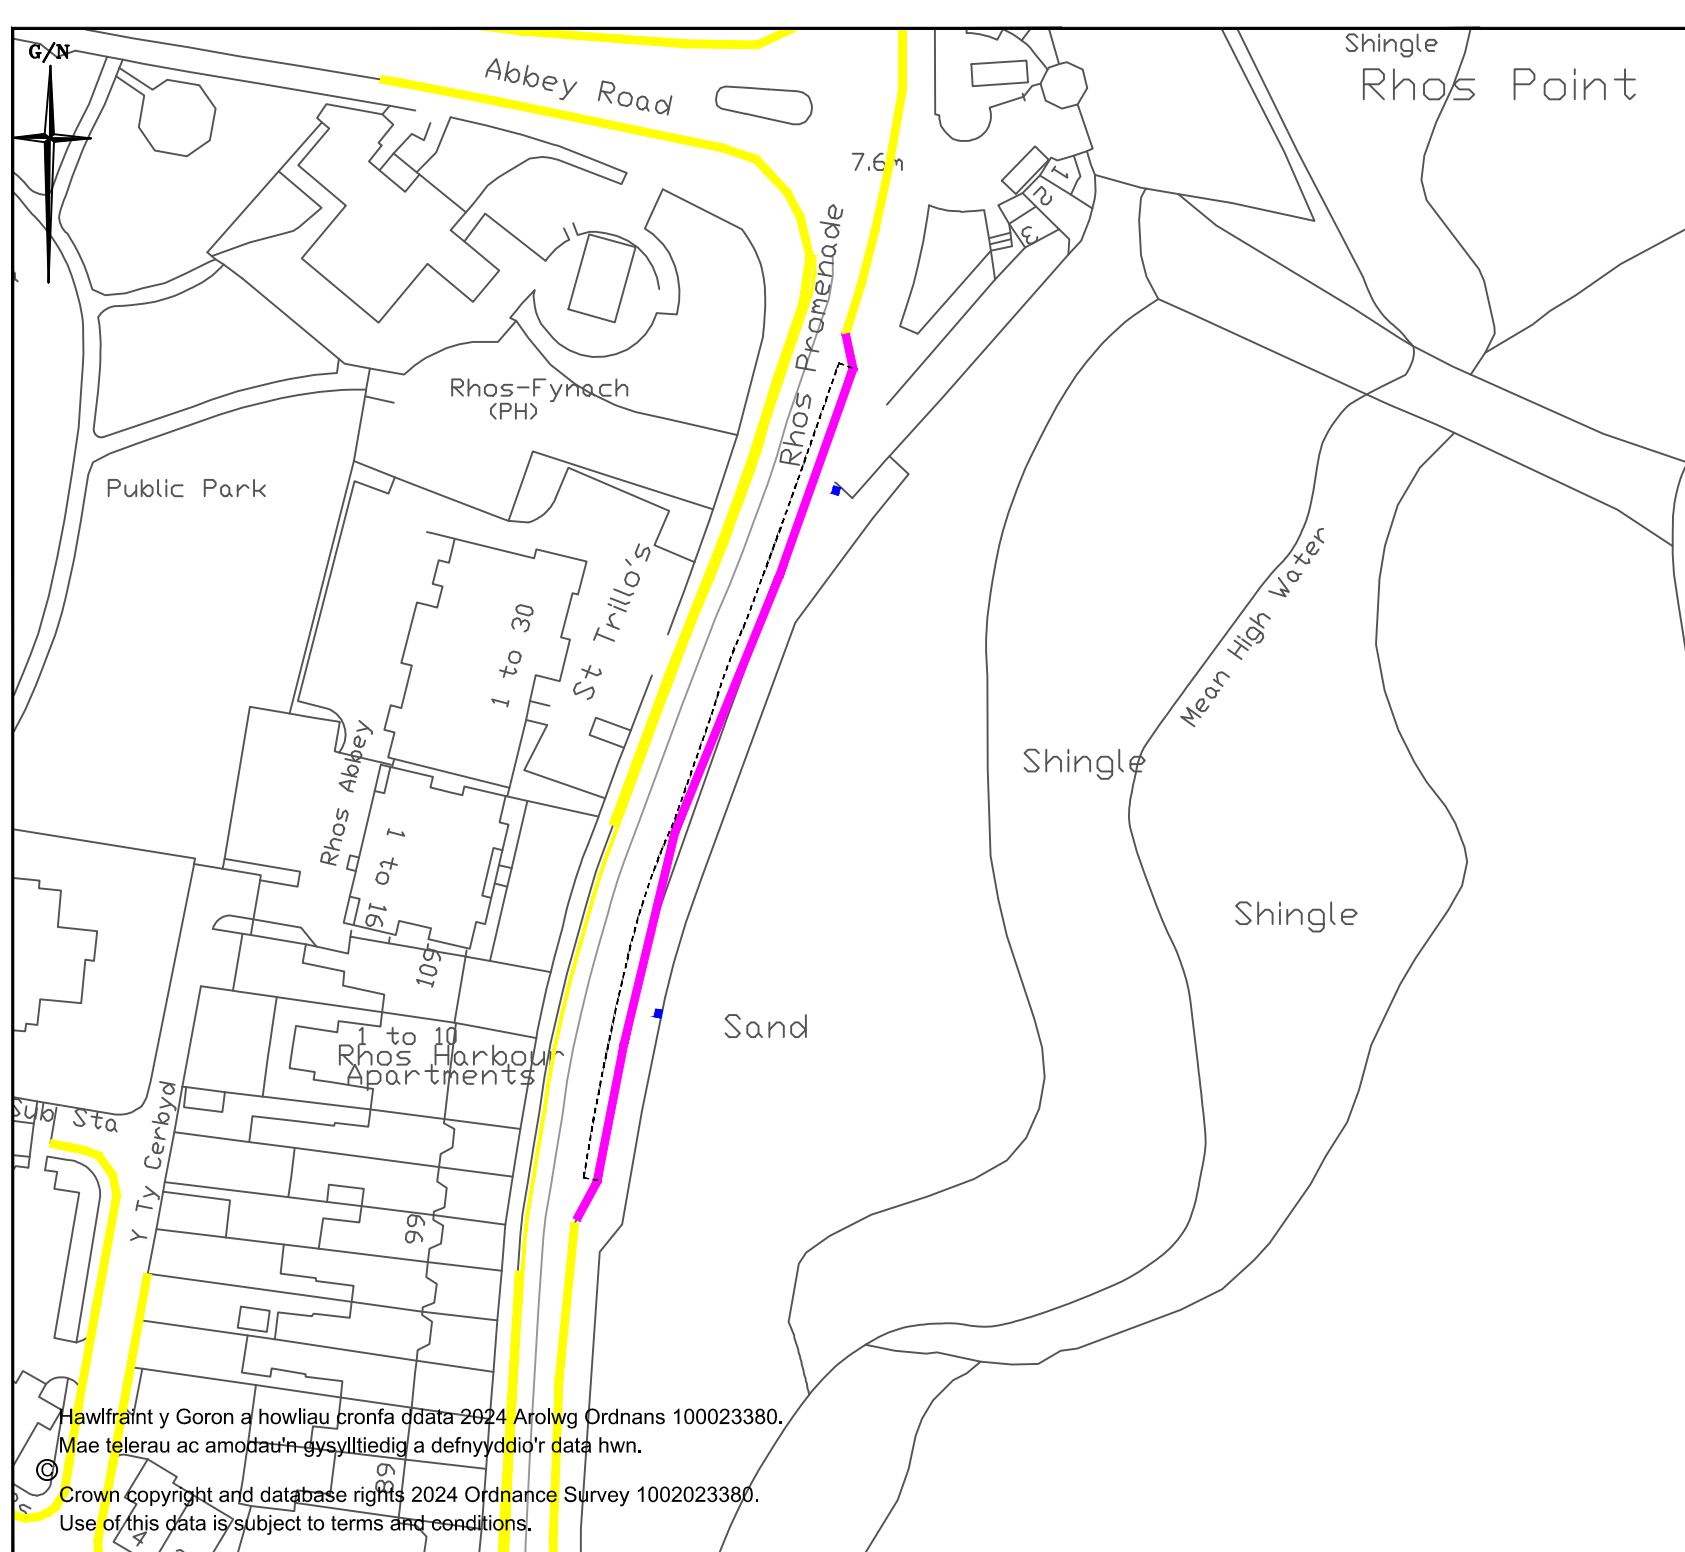 G/N
Shingle
Rhos Point
Abbey Road
7.6m
1
2
3
Rhos Promenade
Rhos-Fynach
(PH)
Public Park
St Trillo's
1 to 30
Mean High Water
Shingle
Rhos Abbey
1 to 16
Shingle
109
Sand
1 to 10
Rhos Harbour
Apartments
Sub Sta
Y Ty Cerbyd
99
Hawlfraint y Goron a howliau cronfa ddata 2024 Arolwg Ordnans 100023380.
Mae telerau ac amodau'n gysylltiedig a defnyyddio'r data hwn.
©
89
Crown copyright and database rights 2024 Ordnance Survey 1002023380.
Use of this data is subject to terms and conditions.
4